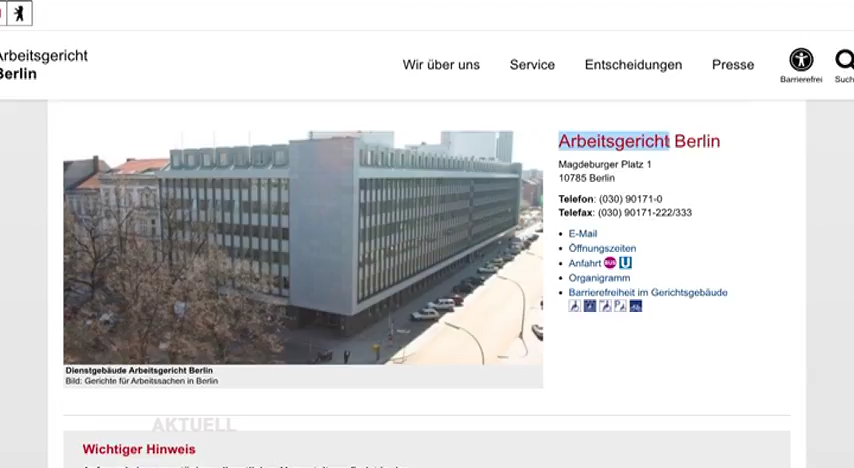 Arbeitsgericht
Berlin
Wir über uns
Service
Entscheidungen
Presse
Barrierefrei
Arbeitsgericht Berlin
Magdeburger Platz 1
10785 Berlin
Telefon: (030) 90171-0
Telefax: (030) 90171-222/333
E-Mail
Öffnungszeiten
Anfahrt BUS U
Organigramm
Barrierefreiheit im Gerichtsgebäude
Dienstgebäude Arbeitsgericht Berlin
Bild: Gerichte für Arbeitssachen in Berlin
AKTUELL
Wichtiger Hinweis